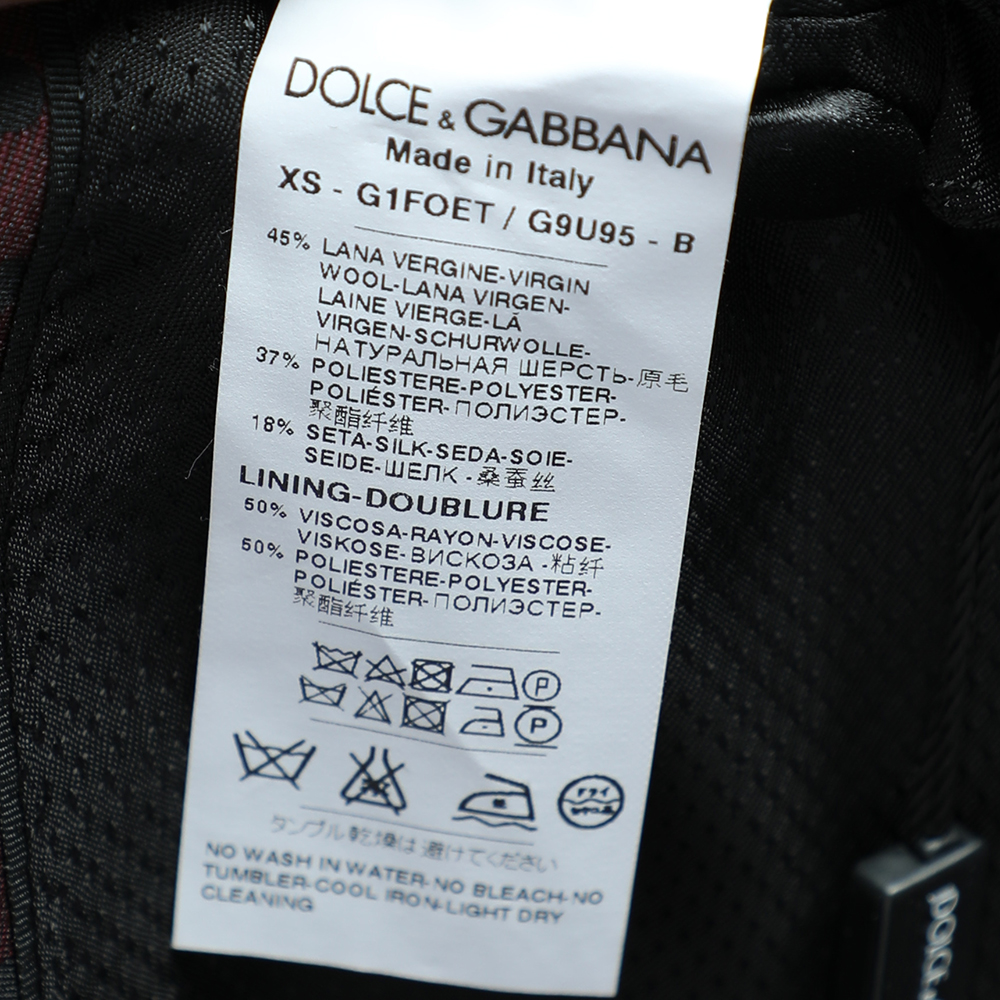 DOLCE & GABBANA
Made in Italy
XS - G1FOET / G9U95 - B
45% LANA VERGINE-VIRGIN
WOOL-LANA VIRGEN-
LAINE VIERGE-LÃ
VIRGEN-SCHURWOLLE-
НАТУРАЛЬНАЯ ШЕРСТЬ-原毛
37% POLIESTERE-POLYESTER-
POLIÉSTER-ПОЛИЭСТЕР-
聚酯纤维
18% SETA-SILK-SEDA-SOIE-
SEIDE-ШЕЛК-桑蚕丝
LINING-DOUBLURE
50% VISCOSA-RAYON-VISCOSE-
VISKOSE-ВИСКОЗА-粘纤
50% POLIESTERE-POLYESTER-
POLIÉSTER-ПОЛИЭСТЕР-
聚酯纤维
P
P
低
ドライ
タンブル乾燥は避けてください
NO WASH IN WATER-NO BLEACH-NO
TUMBLER-COOL IRON-LIGHT DRY
CLEANING